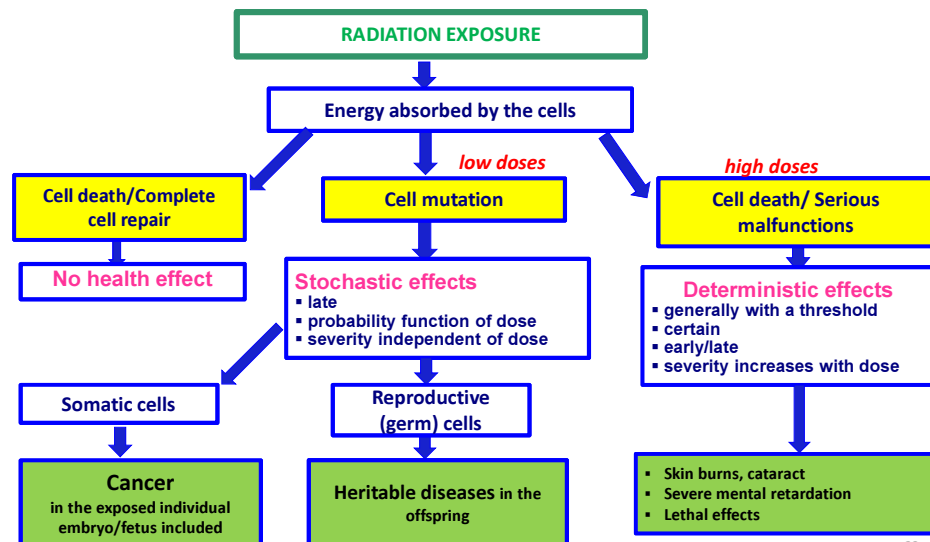 RADIATION EXPOSURE
Energy absorbed by the cells
low doses
high doses
Cell death/Complete
cell repair
Cell mutation
Cell death/ Serious
malfunctions
No health effect
Stochastic effects
▪ late
▪ probability function of dose
▪ severity independent of dose
Deterministic effects
▪ generally with a threshold
▪ certain
▪ early/late
▪ severity increases with dose
Somatic cells
Reproductive
(germ) cells
Cancer
in the exposed individual
embryo/fetus included
Heritable diseases in the
offspring
▪ Skin burns, cataract
▪ Severe mental retardation
▪ Lethal effects